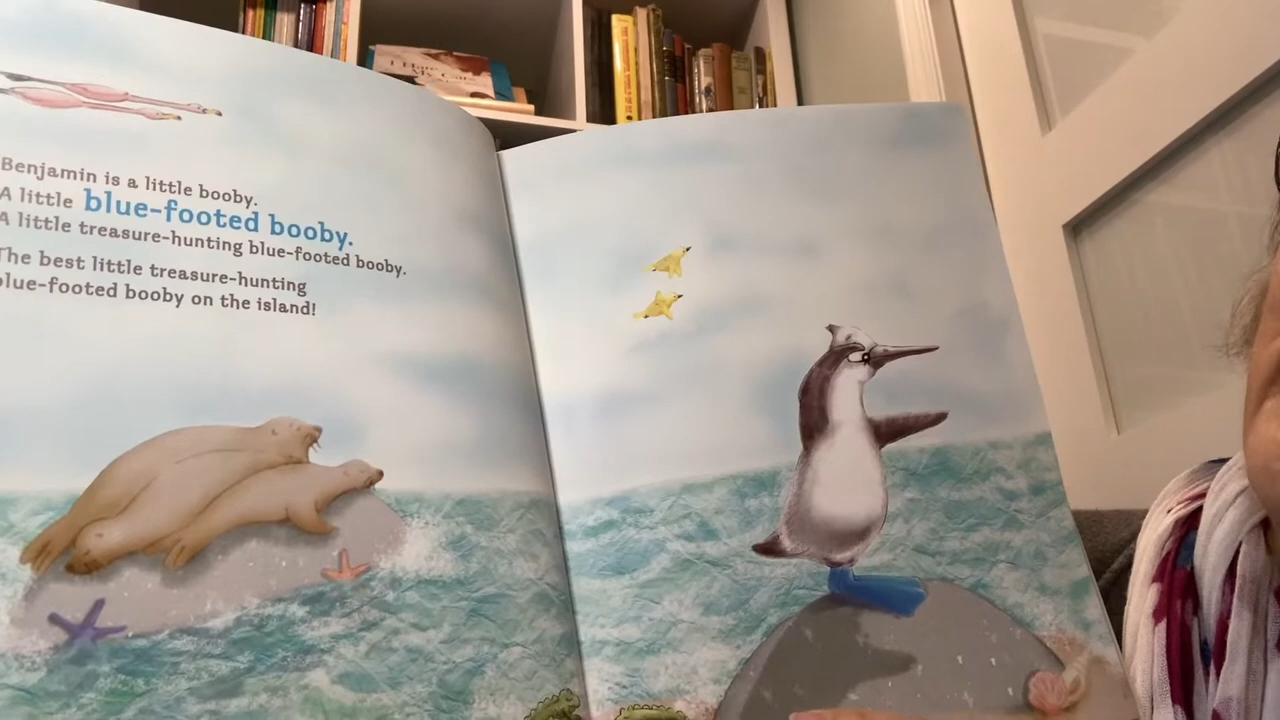 Benjamin is a little booby.
A little blue-footed booby.
A little treasure-hunting blue-footed booby.
The best little treasure-hunting
blue-footed booby on the island!